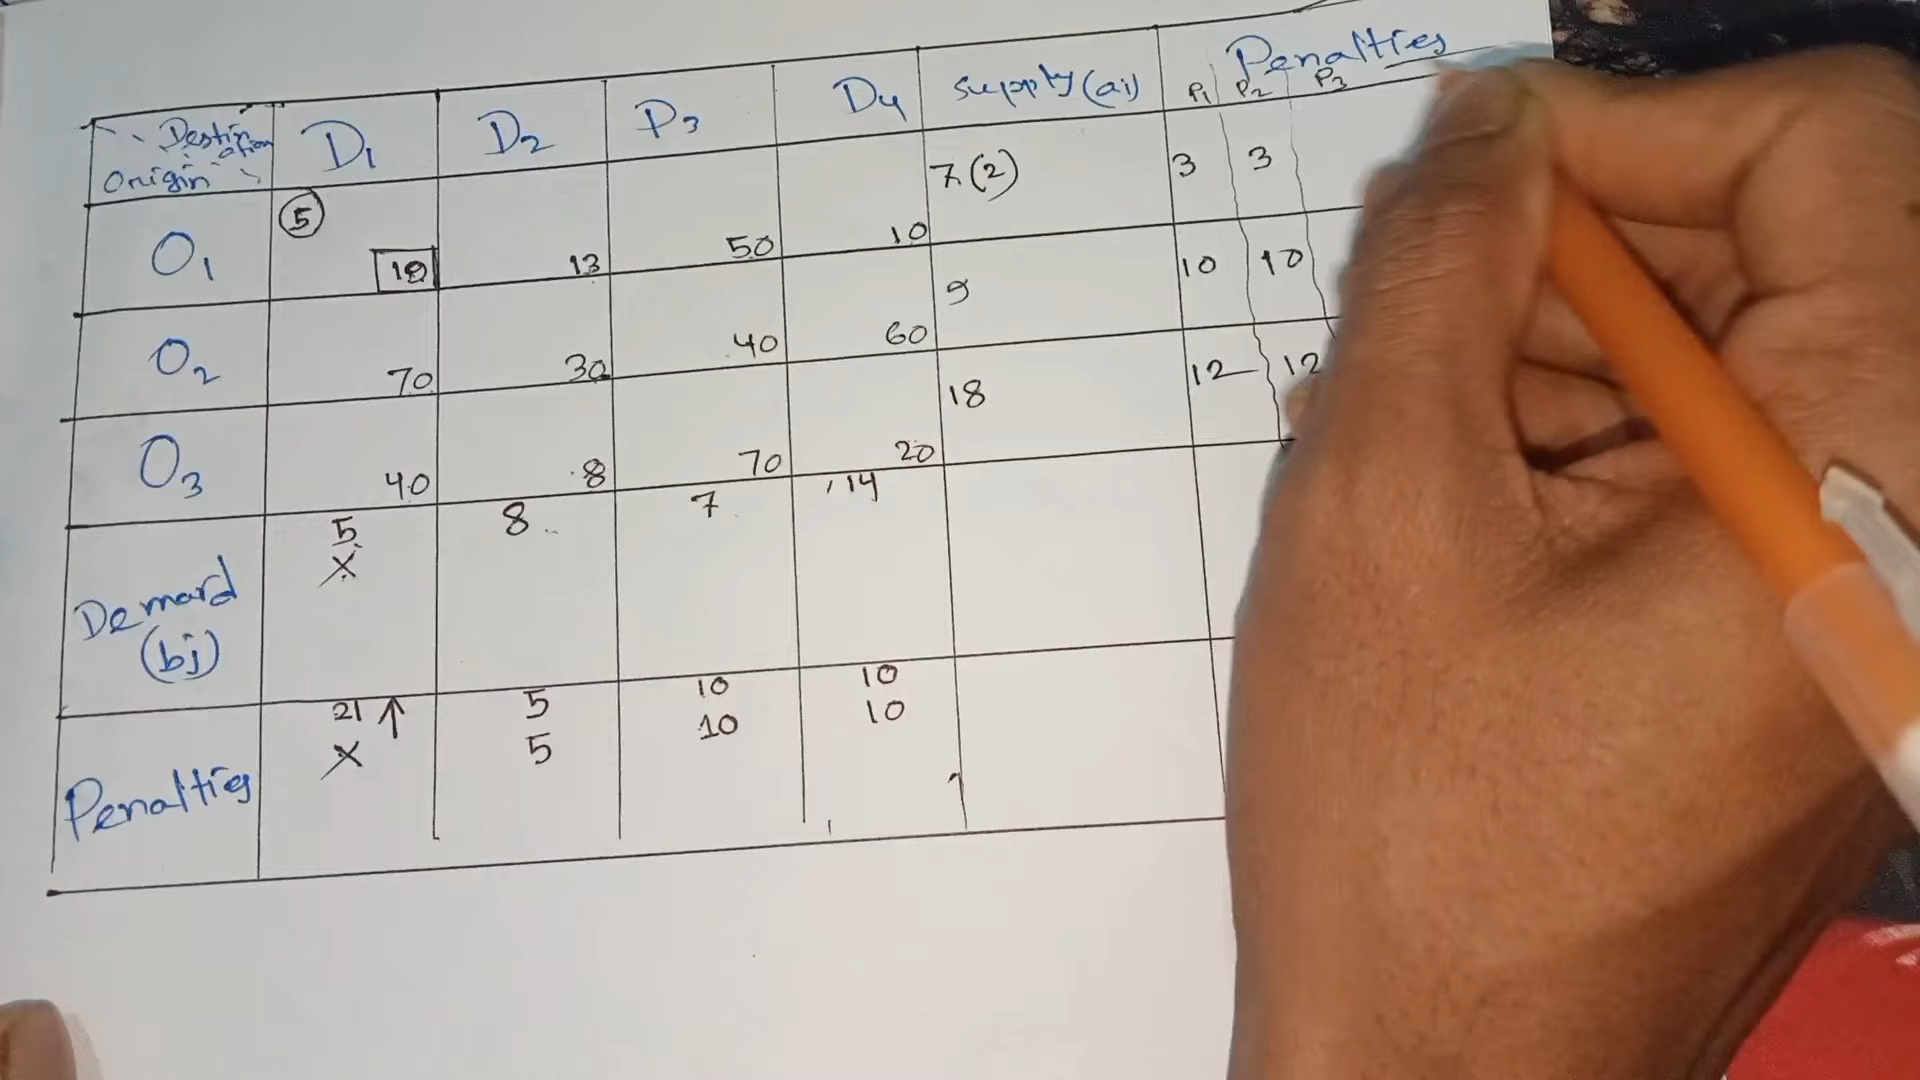 Destination Origin D1 D2 D3 D4 supply (ai) Penalties
P1 P2 P3
O1 5 19 13 50 10 7 (2) 3 3
O2 70 30 40 60 9 10 10
O3 40 8 70 20 18 12 12
Demand (bj) 5 8 7 14
X
Penalties 21 ↑ 5 10 10
X 5 10 10